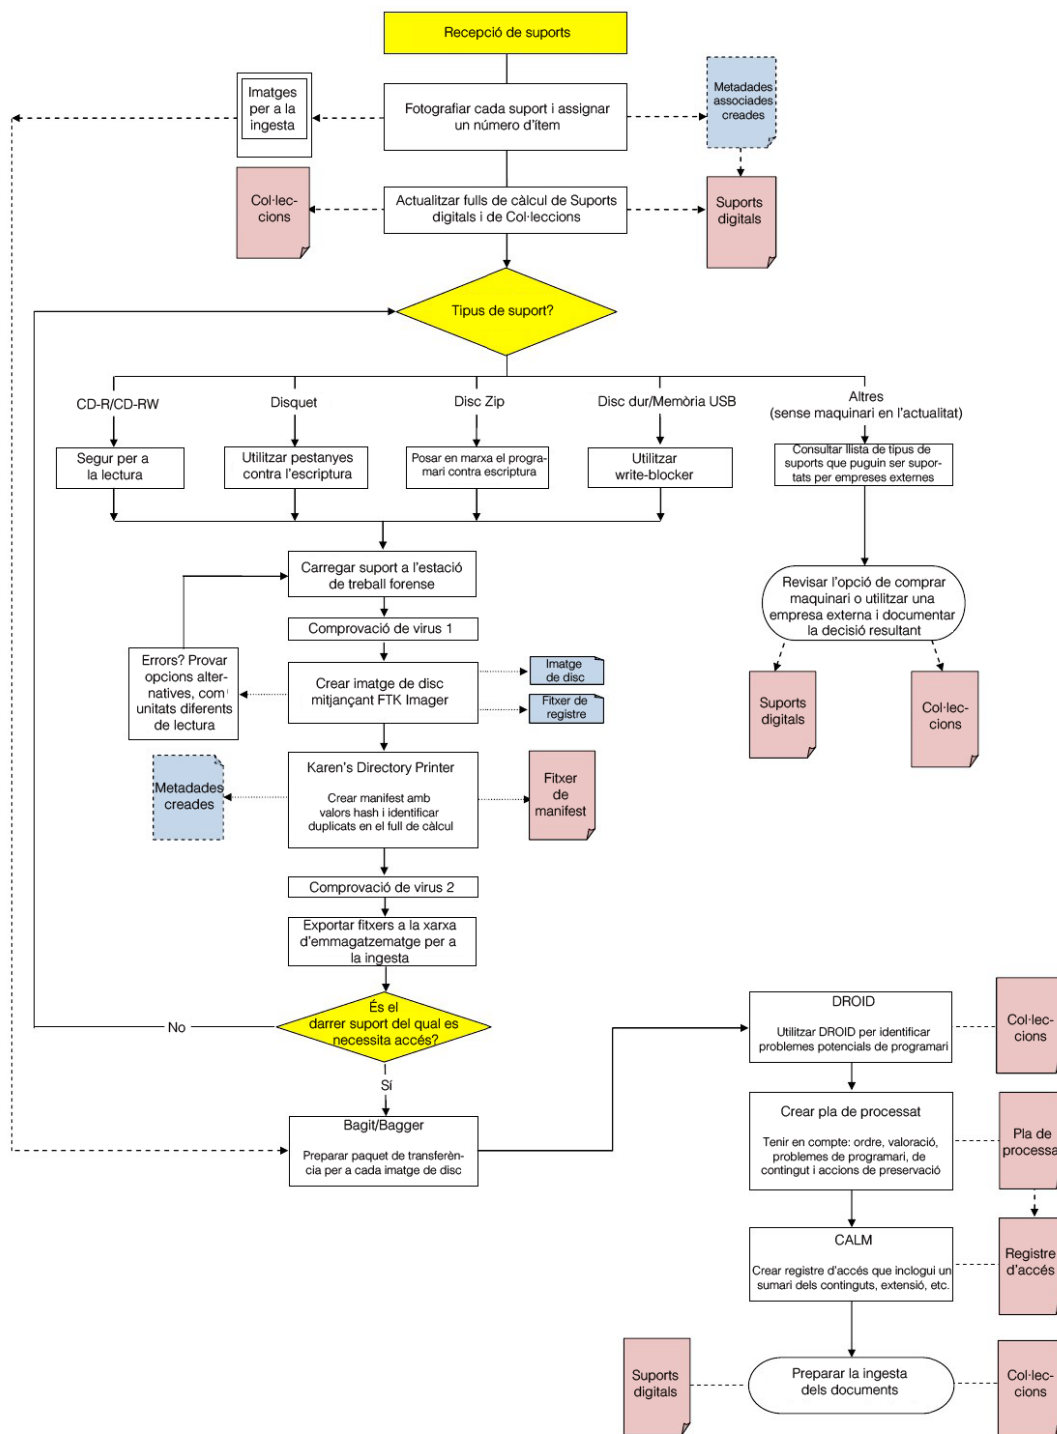 Recepció de suports
Imatges
per a la
ingesta
Fotografiar cada suport i assignar
un número d'ítem
Metadades
associades
creades
Col·lec-
cions
Actualitzar fulls de càlcul de Suports
digitals i de Col·leccions
Suports
digitals
Tipus de suport?
CD-R/CD-RW
Disquet
Disc Zip
Disc dur/Memòria USB
Altres
(sense maquinari en l'actualitat)
Segur per a
la lectura
Utilitzar pestanyes
contra l'escriptura
Posar en marxa el progra-
mari contra escriptura
Utilitzar
write-blocker
Consultar llista de tipus de
suports que puguin ser supor-
tats per empreses externes
Carregar suport a l'estació
de treball forense
Revisar l'opció de comprar
maquinari o utilitzar una
empresa externa i documentar
la decisió resultant
Comprovació de virus 1
Errors? Provar
opcions alter-
natives, com
unitats diferents
de lectura
Crear imatge de disc
mitjançant FTK Imager
Imatge
de disc
Fitxer de
registre
Suports
digitals
Col·lec-
cions
Metadades
creades
Karen's Directory Printer
Crear manifest amb
valors hash i identificar
duplicats en el full de càlcul
Fitxer
de
manifest
Comprovació de virus 2
Exportar fitxers a la xarxa
d'emmagatzematge per a
la ingesta
És el
darrer suport del qual es
necessita accés?
No
Sí
DROID
Utilitzar DROID per identificar
problemes potencials de programari
Col·lec-
cions
Bagit/Bagger
Preparar paquet de transferèn-
cia per a cada imatge de disc
Crear pla de processat
Tenir en compte: ordre, valoració,
problemes de programari, de
contingut i accions de preservació
Pla de
processa
CALM
Crear registre d'accés que inclogui un
sumari dels continguts, extensió, etc.
Registre
d'accés
Suports
digitals
Preparar la ingesta
dels documents
Col·lec-
cions